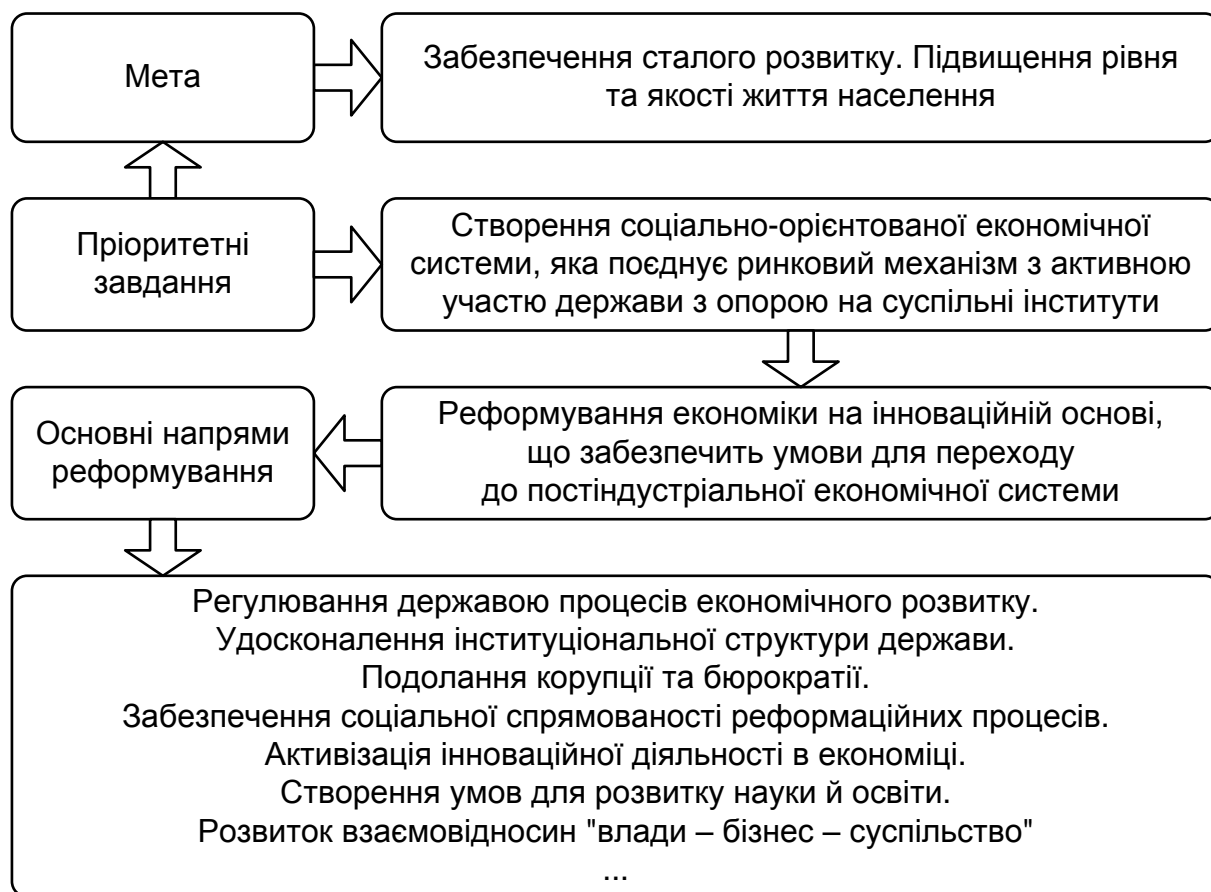 Мета
Забезпечення сталого розвитку. Підвищення рівня
та якості життя населення
Пріоритетні
завдання
Створення соціально-орієнтованої економічної
системи, яка поєднує ринковий механізм з активною
участю держави з опорою на суспільні інститути
Основні напрями
реформування
Реформування економіки на інноваційній основі,
що забезпечить умови для переходу
до постіндустріальної економічної системи
Регулювання державою процесів економічного розвитку.
Удосконалення інституціональної структури держави.
Подолання корупції та бюрократії.
Забезпечення соціальної спрямованості реформаційних процесів.
Активізація інноваційної діяльності в економіці.
Створення умов для розвитку науки й освіти.
Розвиток взаємовідносин "влади – бізнес – суспільство"
...